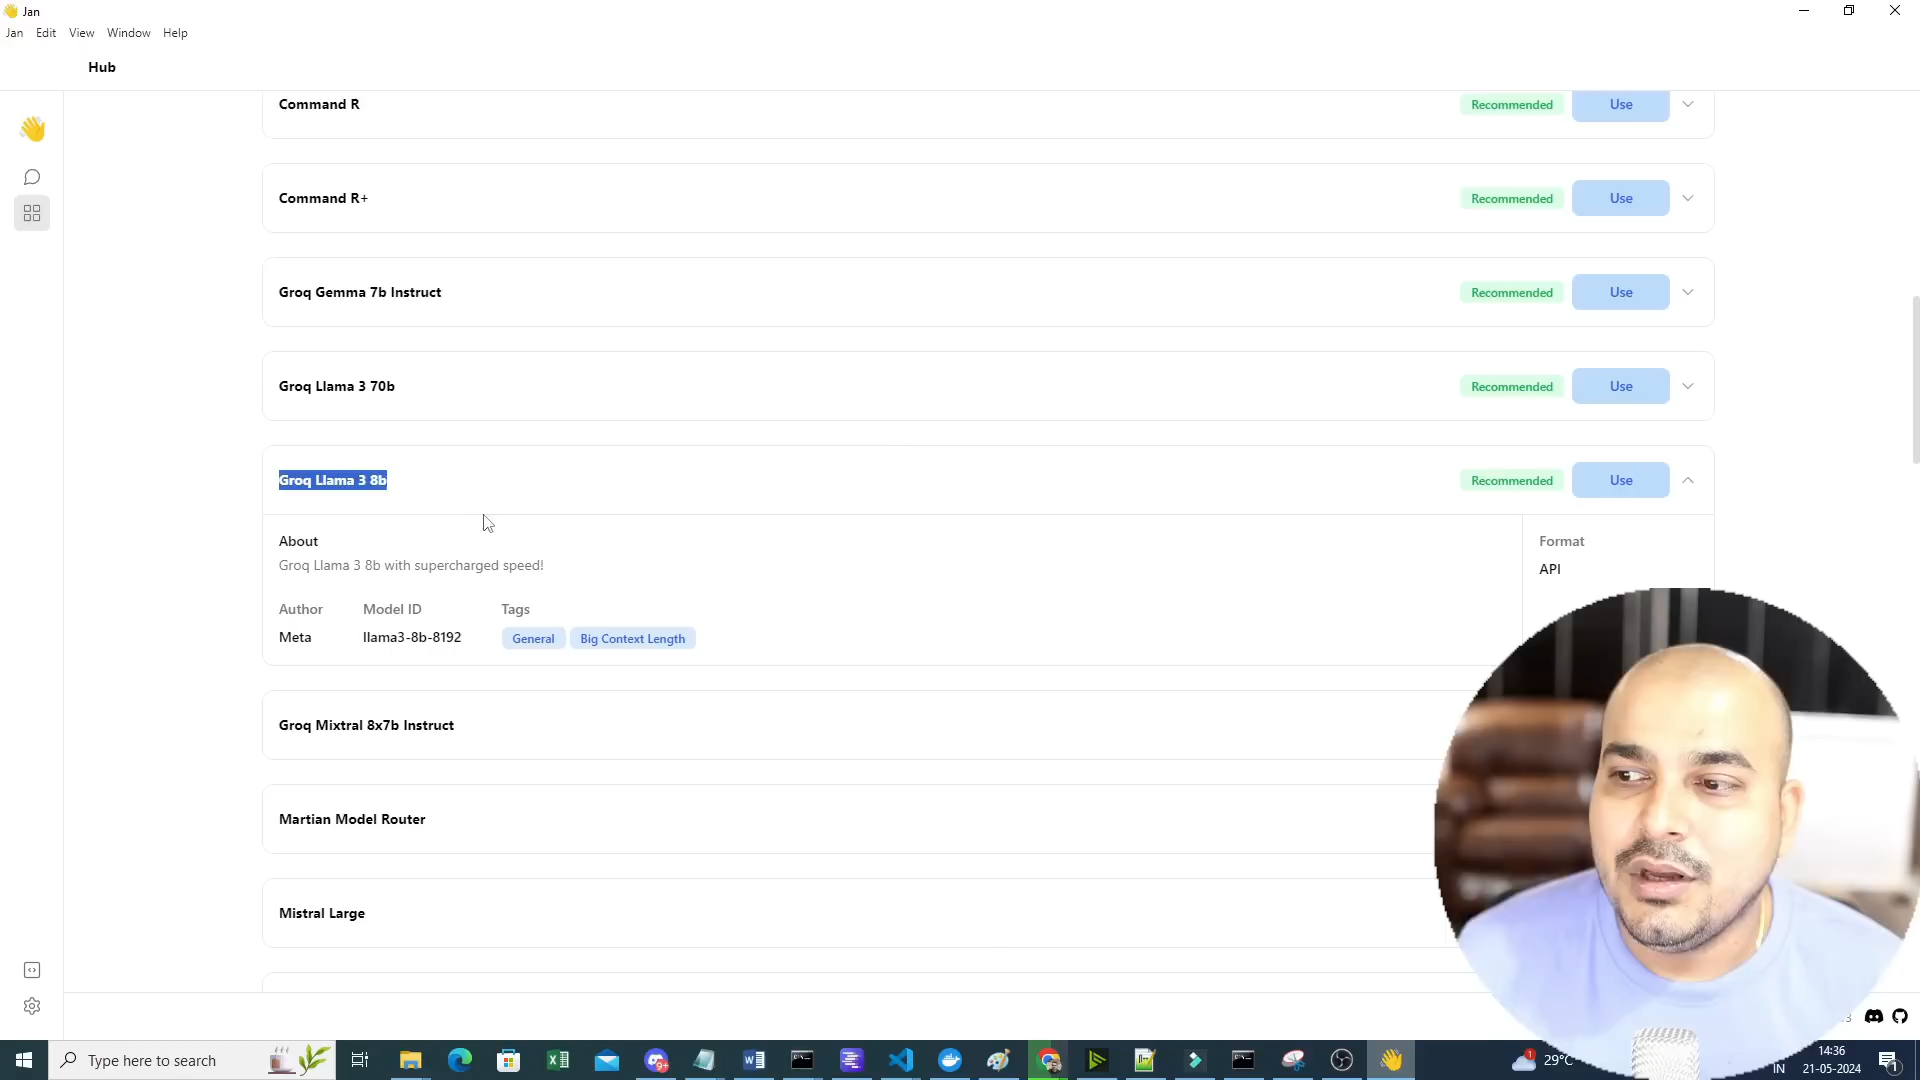 Jan
Jan Edit View Window Help
Hub
Command R Recommended Use
Command R+ Recommended Use
Groq Gemma 7b Instruct Recommended Use
Groq Llama 3 70b Recommended Use
Groq Llama 3 8b Recommended Use
About Format
Groq Llama 3 8b with supercharged speed! API
Author Model ID Tags
Meta llama3-8b-8192 General Big Context Length
Groq Mixtral 8x7b Instruct
Martian Model Router
Mistral Large
Type here to search 9+ 1 29°C IN 14:36
21-05-2024 1